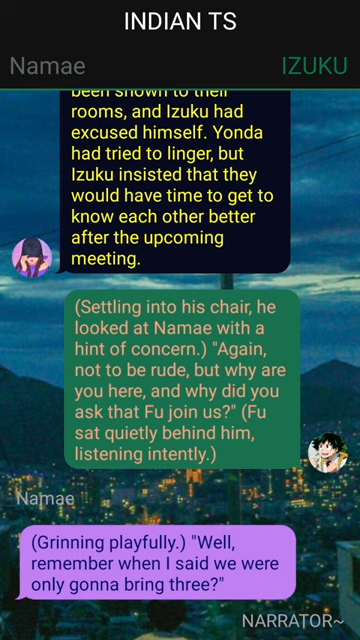 INDIAN TS
Namae IZUKU
been shown to their
rooms, and Izuku had
excused himself. Yonda
had tried to linger, but
Izuku insisted that they
would have time to get to
know each other better
after the upcoming
meeting.
(Settling into his chair, he
looked at Namae with a
hint of concern.) "Again,
not to be rude, but why are
you here, and why did you
ask that Fu join us?" (Fu
sat quietly behind him,
listening intently.)
Namae
(Grinning playfully.) "Well,
remember when I said we were
only gonna bring three?"
NARRATOR~